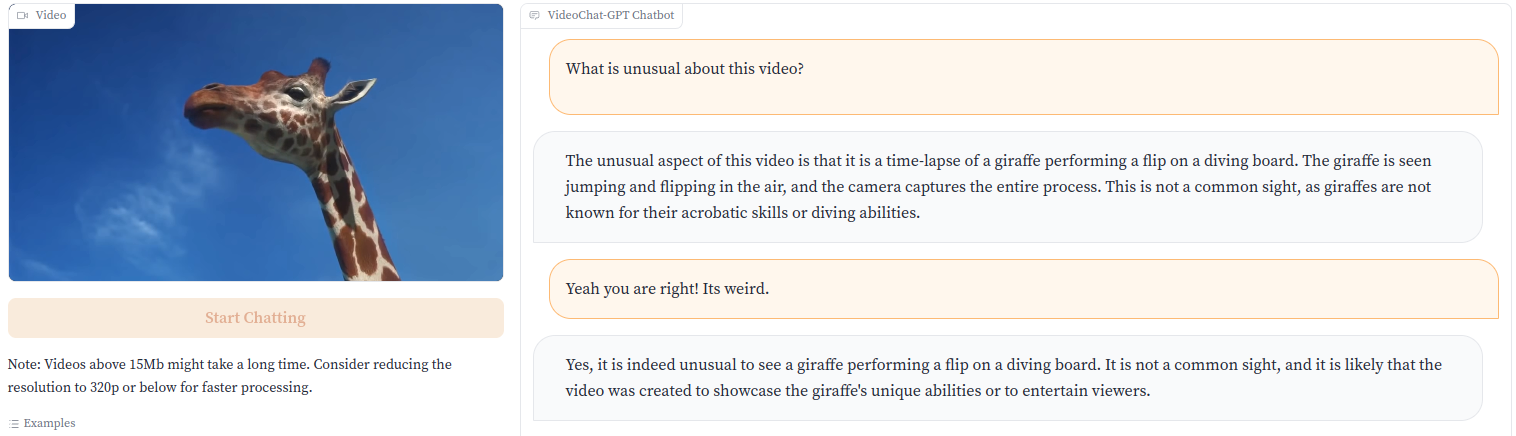 Video
VideoChat-GPT Chatbot
What is unusual about this video?
The unusual aspect of this video is that it is a time-lapse of a giraffe performing a flip on a diving board. The giraffe is seen
jumping and flipping in the air, and the camera captures the entire process. This is not a common sight, as giraffes are not
known for their acrobatic skills or diving abilities.
Yeah you are right! Its weird.
Yes, it is indeed unusual to see a giraffe performing a flip on a diving board. It is not a common sight, and it is likely that the
video was created to showcase the giraffe's unique abilities or to entertain viewers.
Start Chatting
Note: Videos above 15Mb might take a long time. Consider reducing the
resolution to 320p or below for faster processing.
Examples